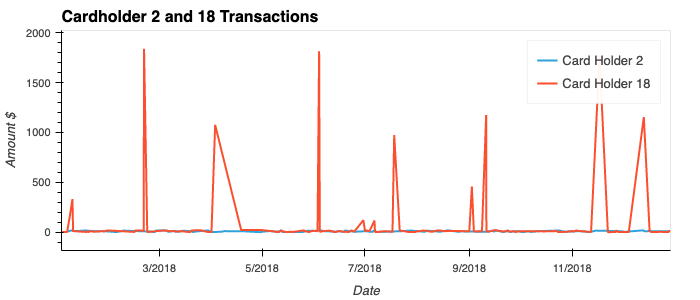 Cardholder 2 and 18 Transactions
2000
1500
1000
500
0
Amount $
Card Holder 2
Card Holder 18
3/2018
5/2018
7/2018
9/2018
11/2018
Date